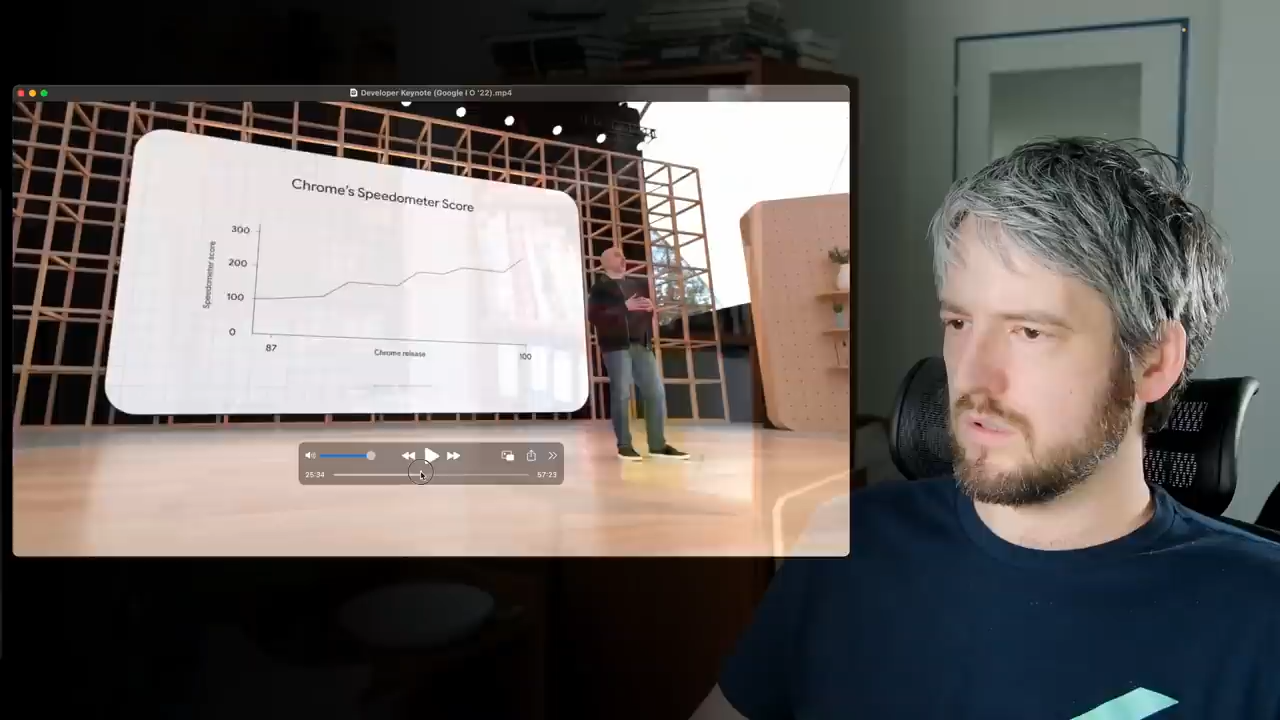 Developer Keynote (Google I O '22).mp4
Chrome's Speedometer Score
300
200
100
0
Speedometer score
87
Chrome release
100
25:34
57:23